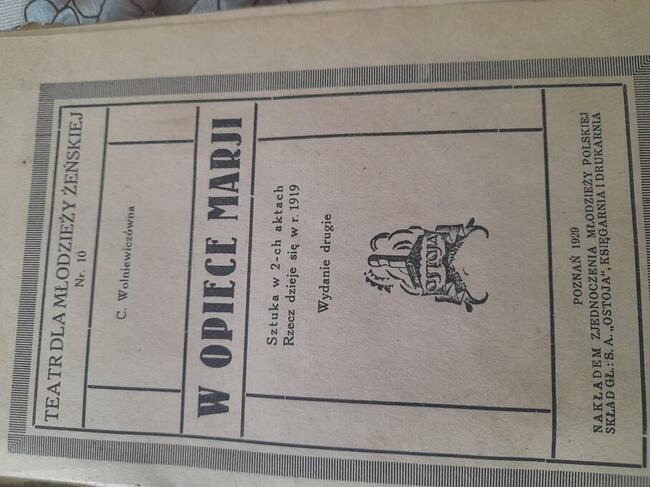 TEATR DLA MŁODZIEŻY ŻEŃSKIEJ
Nr. 10
C. Wolniewiczówna
W OPIECE MARJI
Sztuka w 2-ch aktach
Rzecz dzieje się w r. 1919
Wydanie drugie
OSTOJA
POZNAŃ 1929
NAKŁADEM ZJEDNOCZENIA MŁODZIEŻY POLSKIEJ
SKŁAD GŁ.: S. A. „OSTOJA", KSIĘGARNIA I DRUKARNIA